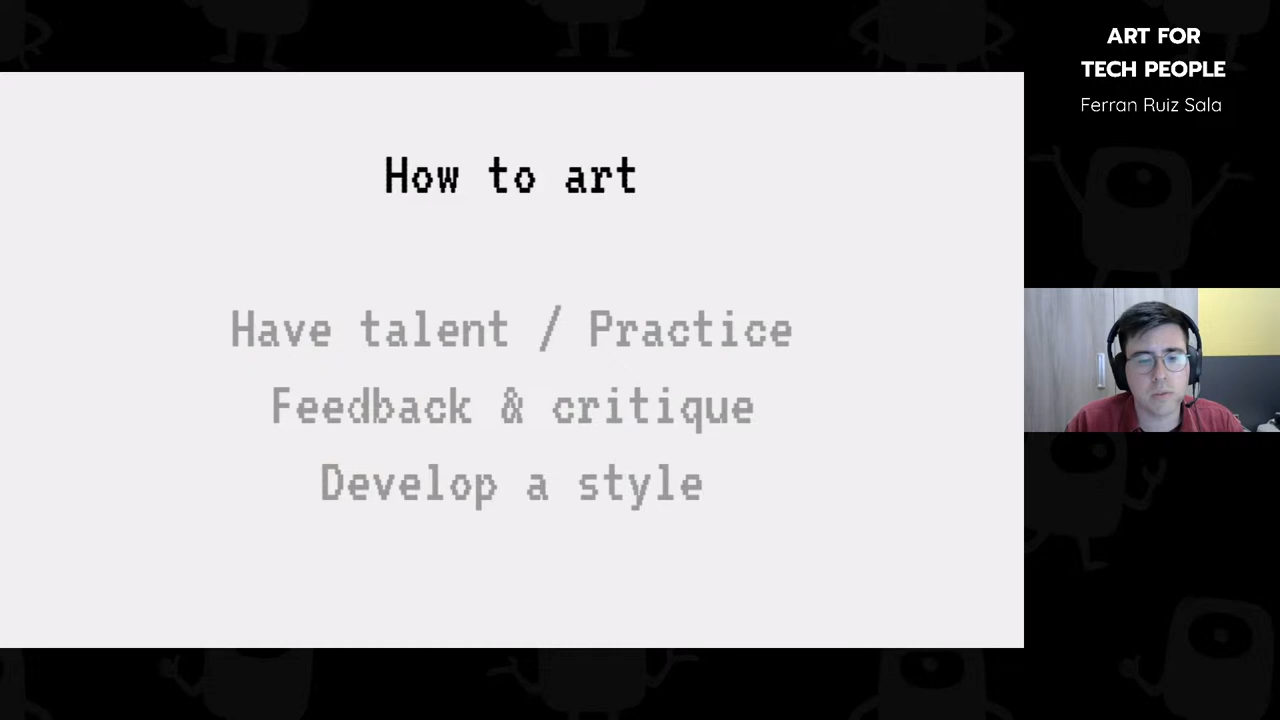 ART FOR
TECH PEOPLE
Ferran Ruiz Sala
How to art
Have talent / Practice
Feedback & critique
Develop a style